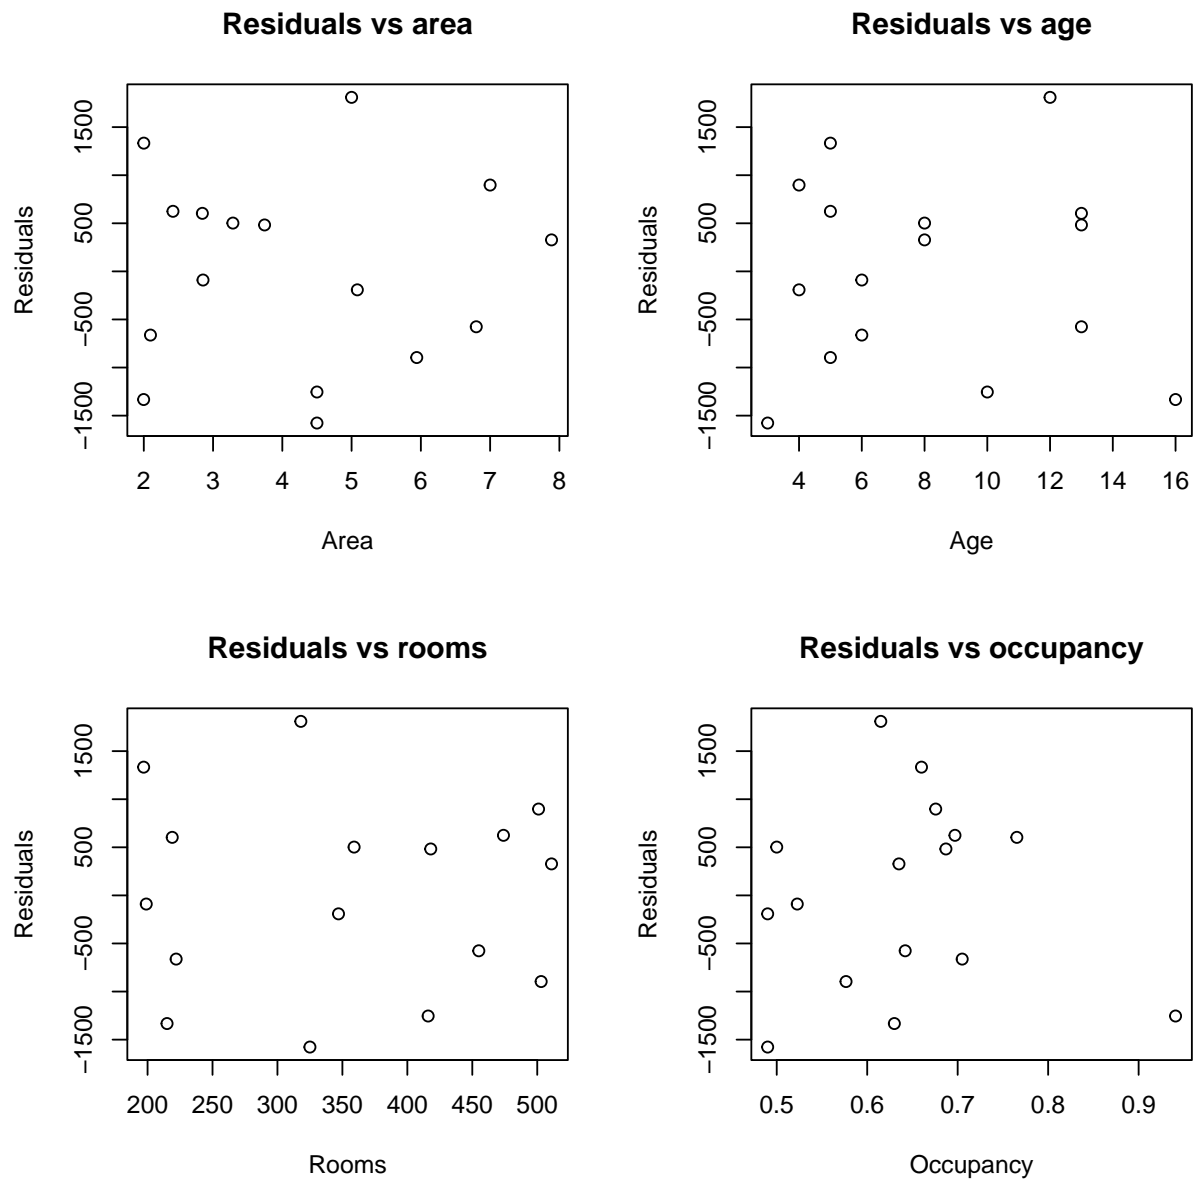 Residuals vs area
Residuals
1500
500
−500
−1500
2 3 4 5 6 7 8
Area
Residuals vs age
Residuals
1500
500
−500
−1500
4 6 8 10 12 14 16
Age
Residuals vs rooms
Residuals
1500
500
−500
−1500
200 250 300 350 400 450 500
Rooms
Residuals vs occupancy
Residuals
1500
500
−500
−1500
0.5 0.6 0.7 0.8 0.9
Occupancy